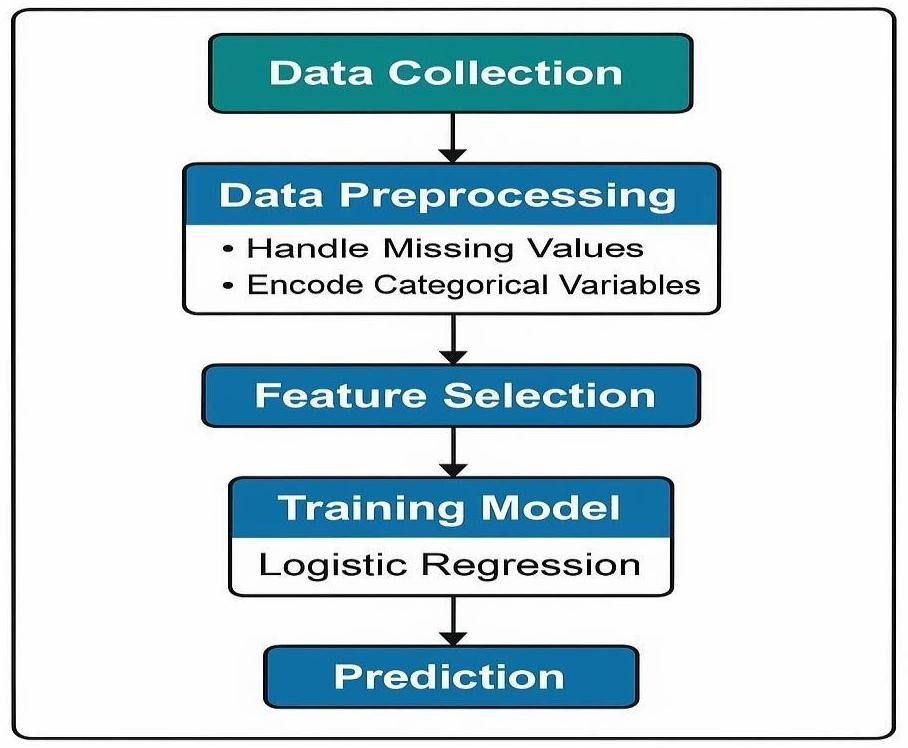 Data Collection
Data Preprocessing
• Handle Missing Values
• Encode Categorical Variables
Feature Selection
Training Model
Logistic Regression
Prediction